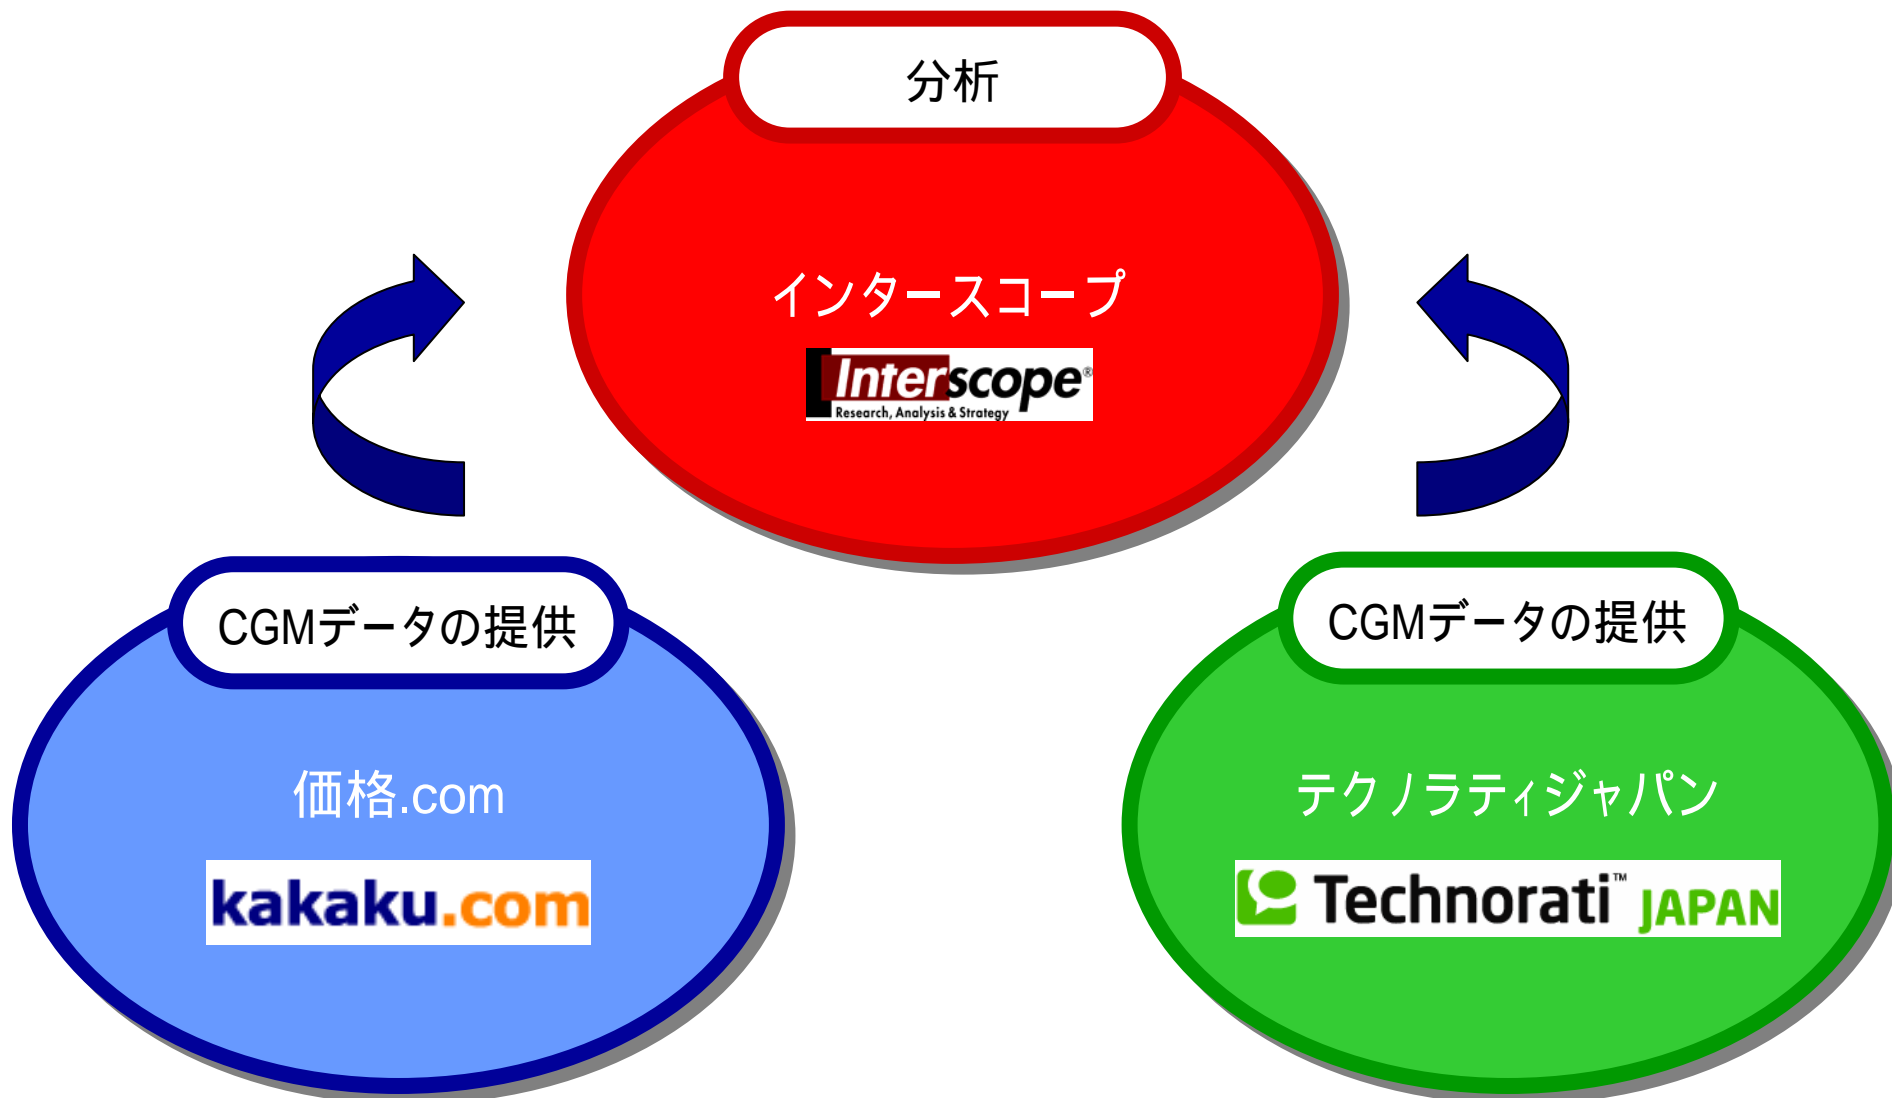 分析
インタースコープ
Interscope®
Research, Analysis & Strategy
CGMデータの提供
価格.com
kakaku.com
CGMデータの提供
テクノラティジャパン
Technorati™ JAPAN